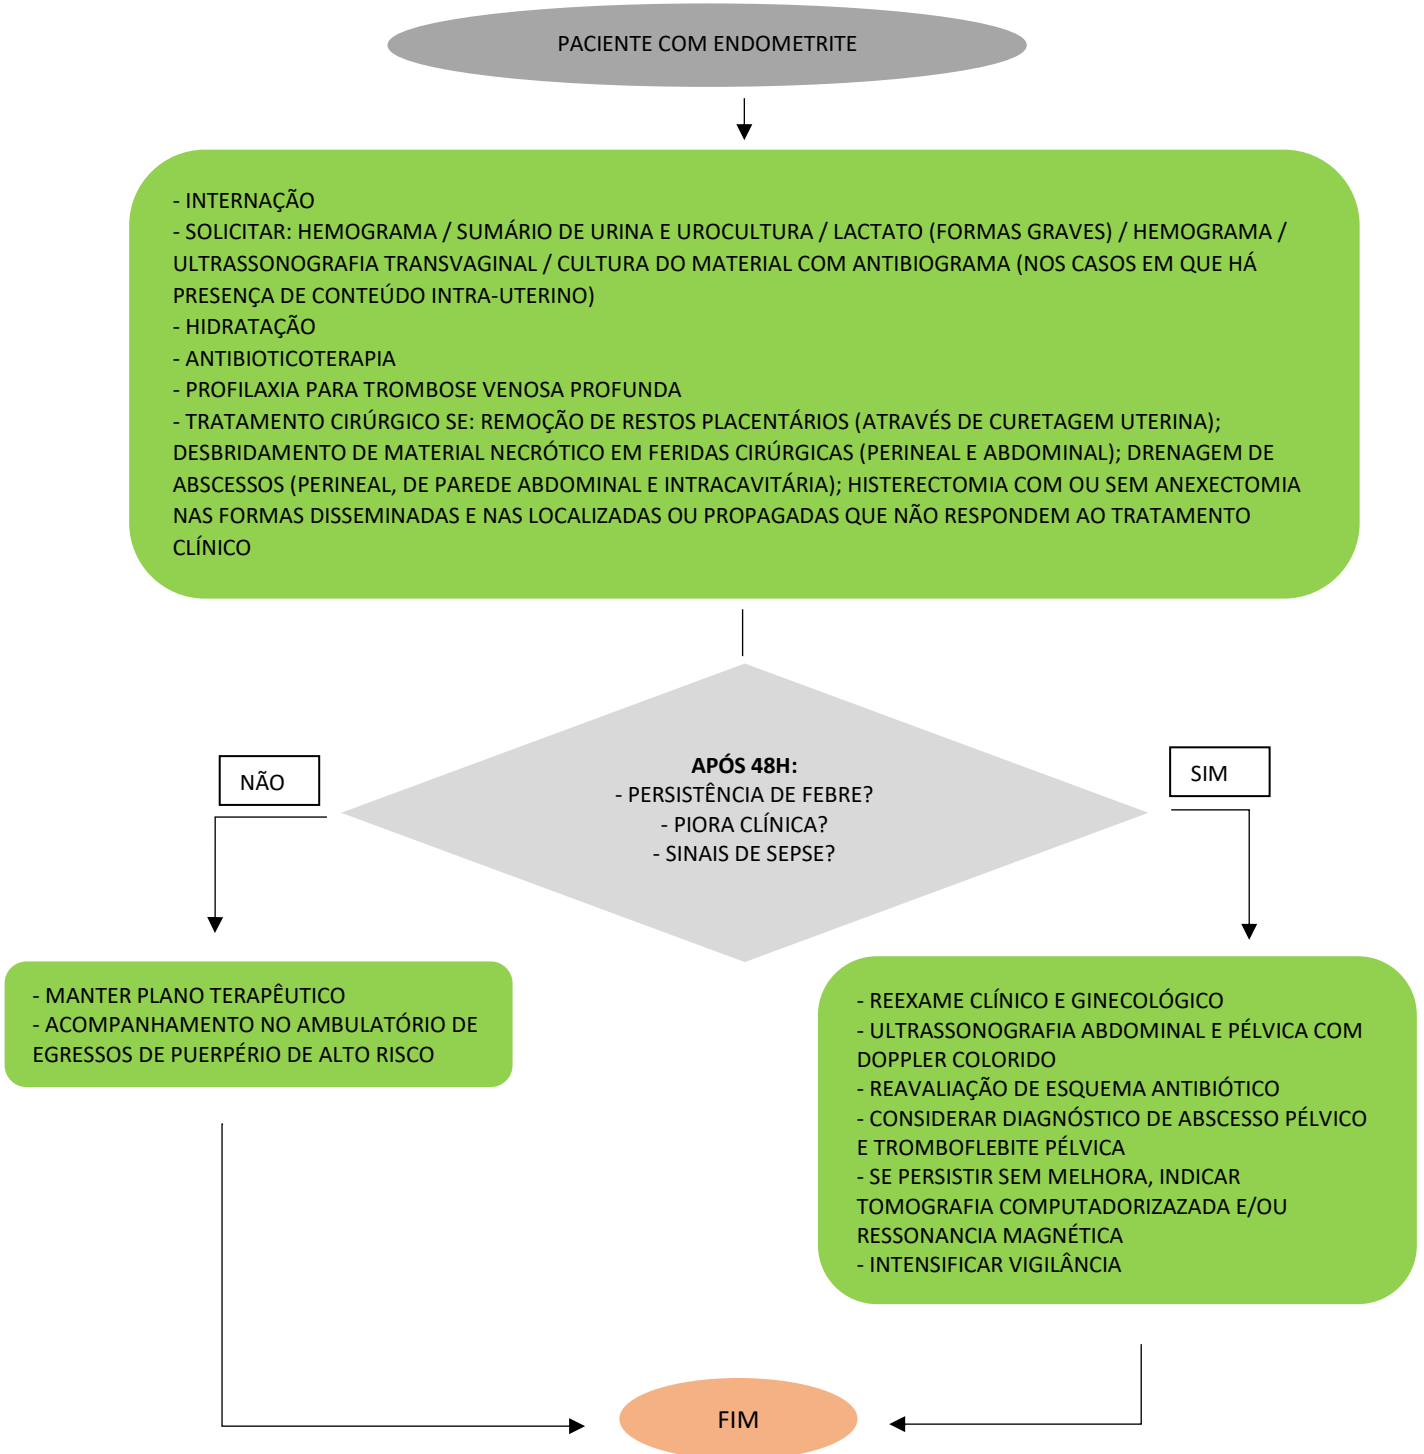 PACIENTE COM ENDOMETRITE
- INTERNAÇÃO
- SOLICITAR: HEMOGRAMA / SUMÁRIO DE URINA E UROCULTURA / LACTATO (FORMAS GRAVES) / HEMOGRAMA /
ULTRASSONOGRAFIA TRANSVAGINAL / CULTURA DO MATERIAL COM ANTIBIOGRAMA (NOS CASOS EM QUE HÁ
PRESENÇA DE CONTEÚDO INTRA-UTERINO)
- HIDRATAÇÃO
- ANTIBIOTICOTERAPIA
- PROFILAXIA PARA TROMBOSE VENOSA PROFUNDA
- TRATAMENTO CIRÚRGICO SE: REMOÇÃO DE RESTOS PLACENTÁRIOS (ATRAVÉS DE CURETAGEM UTERINA);
DESBRIDAMENTO DE MATERIAL NECRÓTICO EM FERIDAS CIRÚRGICAS (PERINEAL E ABDOMINAL); DRENAGEM DE
ABSCESSOS (PERINEAL, DE PAREDE ABDOMINAL E INTRACAVITÁRIA); HISTERECTOMIA COM OU SEM ANEXECTOMIA
NAS FORMAS DISSEMINADAS E NAS LOCALIZADAS OU PROPAGADAS QUE NÃO RESPONDEM AO TRATAMENTO
CLÍNICO
APÓS 48H:
- PERSISTÊNCIA DE FEBRE?
- PIORA CLÍNICA?
- SINAIS DE SEPSE?
NÃO
SIM
- MANTER PLANO TERAPÊUTICO
- ACOMPANHAMENTO NO AMBULATÓRIO DE
EGRESSOS DE PUERPÉRIO DE ALTO RISCO
- REEXAME CLÍNICO E GINECOLÓGICO
- ULTRASSONOGRAFIA ABDOMINAL E PÉLVICA COM
DOPPLER COLORIDO
- REAVALIAÇÃO DE ESQUEMA ANTIBIÓTICO
- CONSIDERAR DIAGNÓSTICO DE ABSCESSO PÉLVICO
E TROMBOFLEBITE PÉLVICA
- SE PERSISTIR SEM MELHORA, INDICAR
TOMOGRAFIA COMPUTADORIZAZADA E/OU
RESSONANCIA MAGNÉTICA
- INTENSIFICAR VIGILÂNCIA
FIM